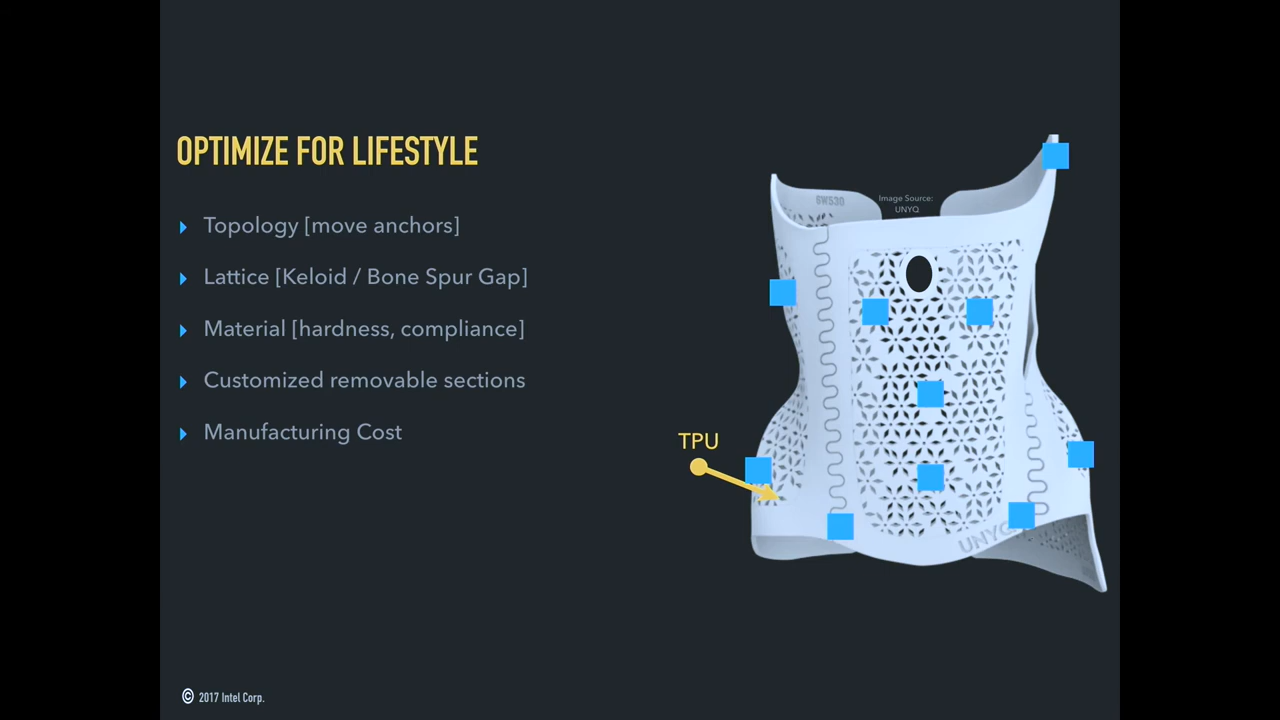 OPTIMIZE FOR LIFESTYLE
Topology [move anchors]
Lattice [Keloid / Bone Spur Gap]
Material [hardness, compliance]
Customized removable sections
Manufacturing Cost
Image Source:
UNYQ
TPU
UNYQ
© 2017 Intel Corp.